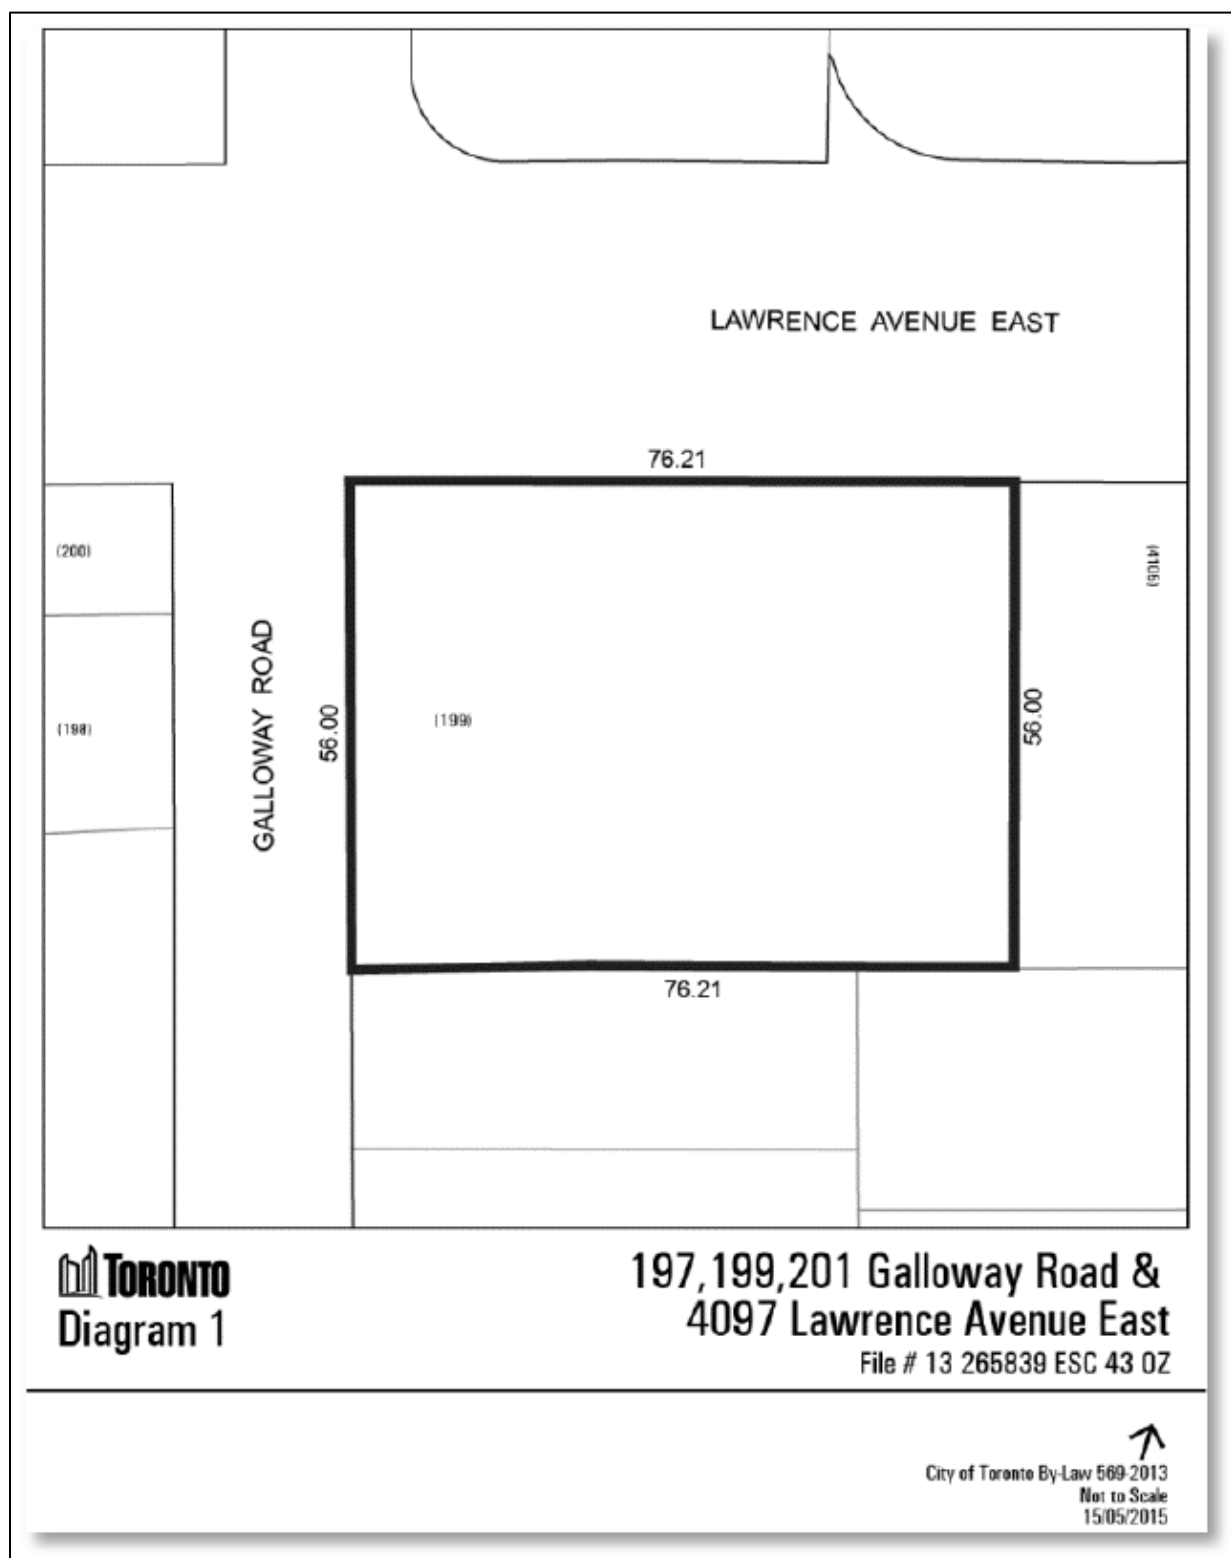 LAWRENCE AVENUE EAST
76.21
(200)
(4105)
GALLOWAY ROAD
56.00
(199)
56.00
(198)
76.21
TORONTO
Diagram 1
197,199,201 Galloway Road &
4097 Lawrence Avenue East
File # 13 265839 ESC 43 OZ
City of Toronto By-Law 569-2013
Not to Scale
15/05/2015